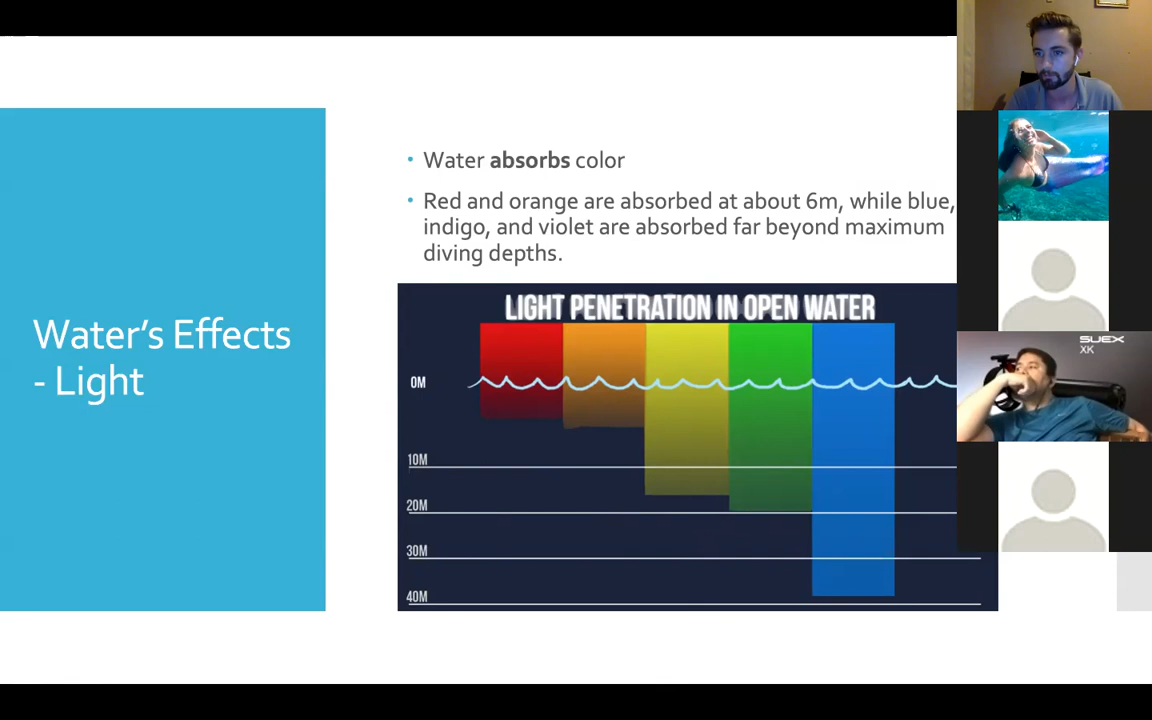 Water's Effects
- Light
• Water absorbs color
• Red and orange are absorbed at about 6m, while blue,
indigo, and violet are absorbed far beyond maximum
diving depths.
LIGHT PENETRATION IN OPEN WATER
0M
10M
20M
30M
40M
SUEX
XK